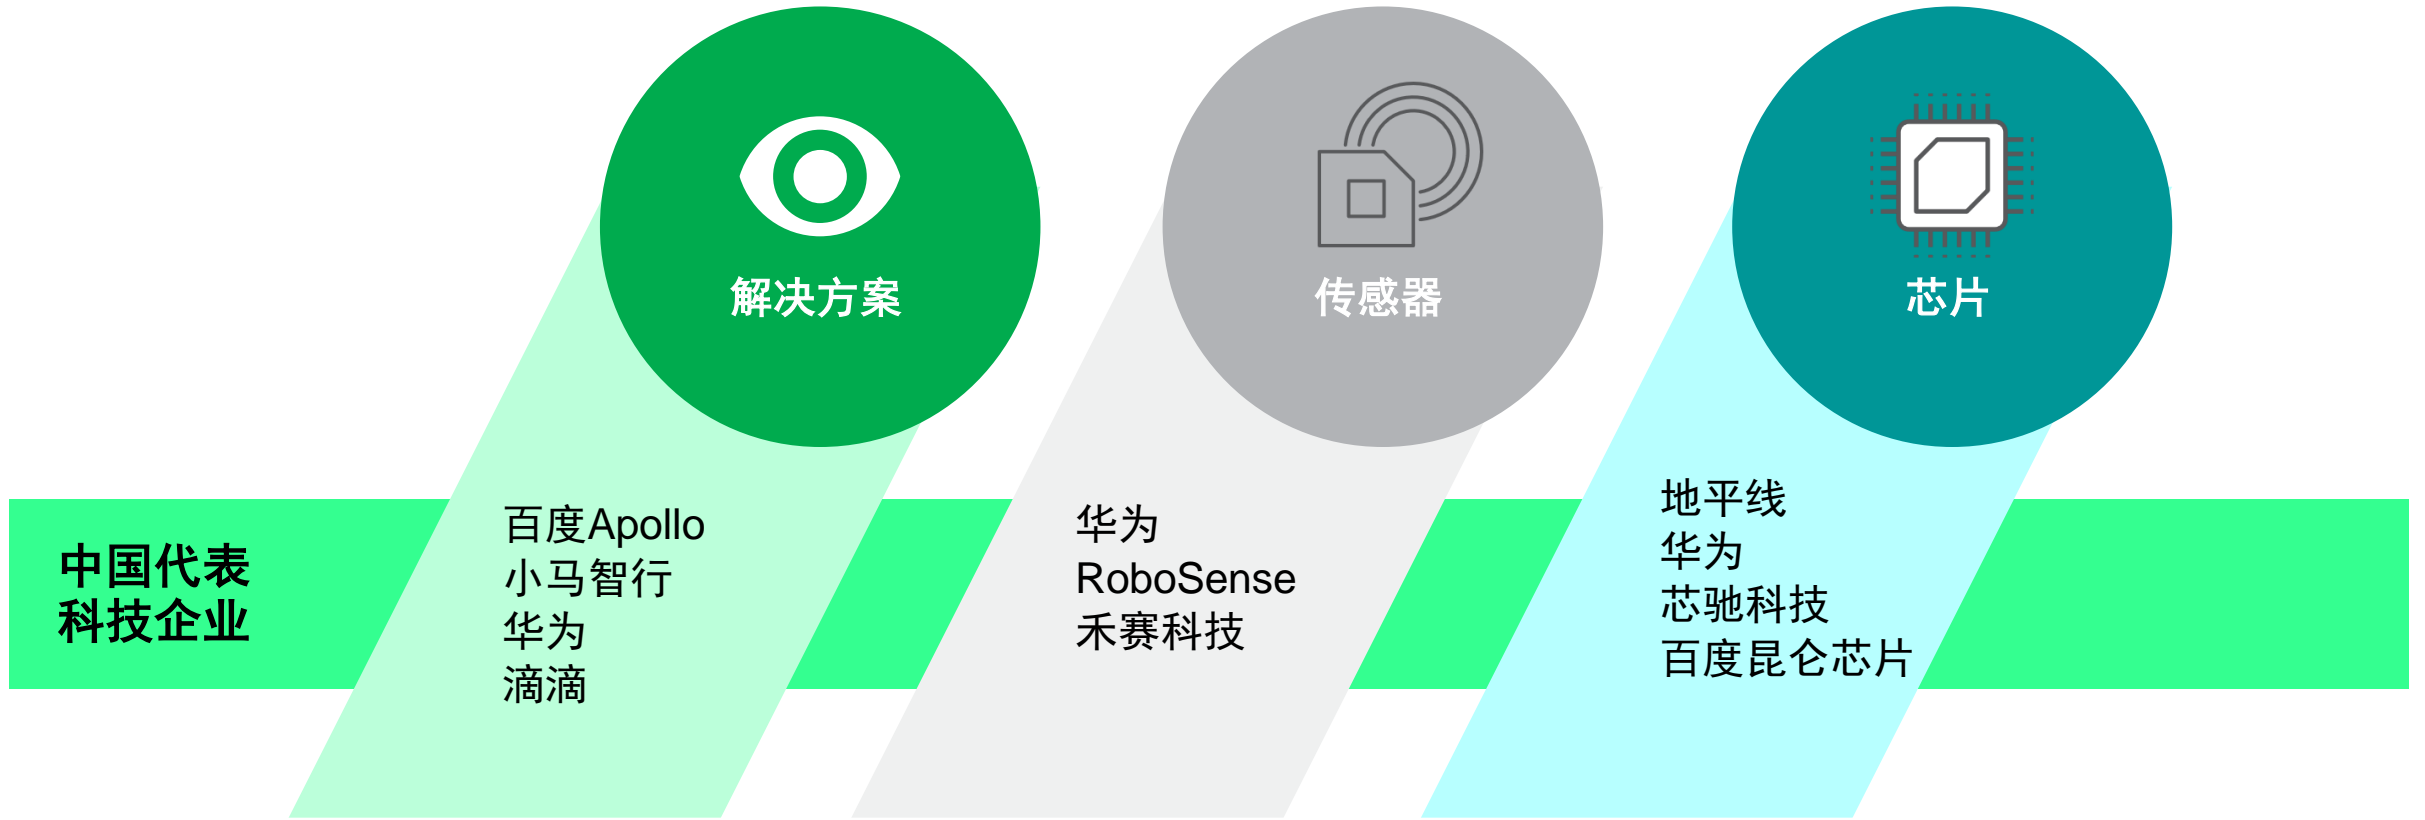 解决方案
传感器
芯片
中国代表
科技企业
百度Apollo
小马智行
华为
滴滴
华为
RoboSense
禾赛科技
地平线
华为
芯驰科技
百度昆仑芯片